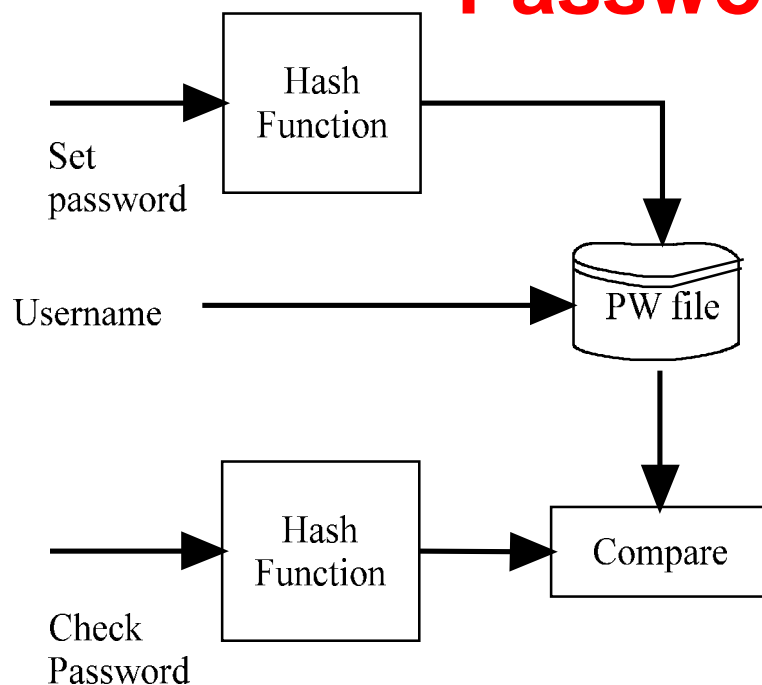 Hash
Function
Set
password
Username
PW file
Hash
Function
Compare
Check
Password